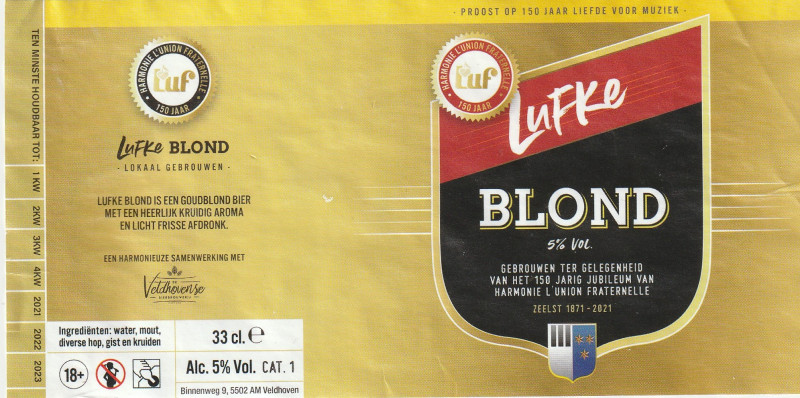 - PROOST OP 150 JAAR LIEFDE VOOR MUZIEK -
TEN MINSTE HOUDBAAR TOT:
1 KW
2KW
3KW
4KW
2021
2022
2023
HARMONIE L'UNION FRATERNELLE
Luf
• 150 JAAR •
LuFKe BLOND
- LOKAAL GEBROUWEN -
LUFKE BLOND IS EEN GOUDBLOND BIER
MET EEN HEERLIJK KRUIDIG AROMA
EN LICHT FRISSE AFDRONK.
EEN HARMONIEUZE SAMENWERKING MET
DE
Veldhovense
BIERBROUWERIJ
Ingrediënten: water, mout,
diverse hop, gist en kruiden
18+
33 cl. e
Alc. 5% Vol. CAT. 1
Binnenweg 9, 5502 AM Veldhoven
HARMONIE L'UNION FRATERNELLE
Luf
• 150 JAAR •
LuFKe
BLOND
5% VOL.
GEBROUWEN TER GELEGENHEID
VAN HET 150 JARIG JUBILEUM VAN
HARMONIE L'UNION FRATERNELLE
ZEELST 1871 - 2021